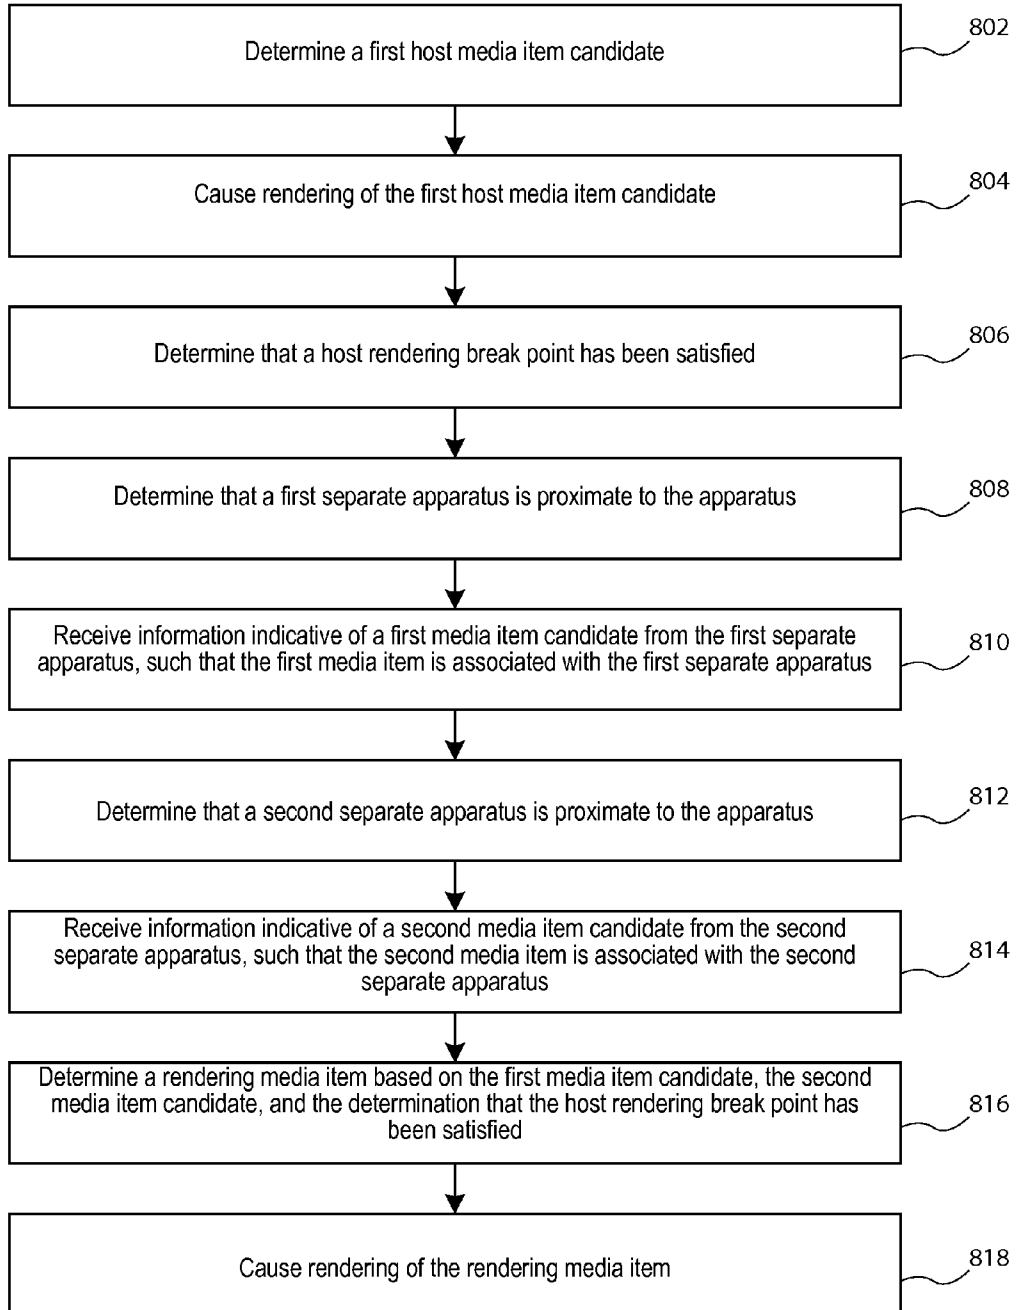 Determine a first host media item candidate
802
Cause rendering of the first host media item candidate
804
Determine that a host rendering break point has been satisfied
806
Determine that a first separate apparatus is proximate to the apparatus
808
Receive information indicative of a first media item candidate from the first separate
apparatus, such that the first media item is associated with the first separate apparatus
810
Determine that a second separate apparatus is proximate to the apparatus
812
Receive information indicative of a second media item candidate from the second
separate apparatus, such that the second media item is associated with the second
separate apparatus
814
Determine a rendering media item based on the first media item candidate, the second
media item candidate, and the determination that the host rendering break point has
been satisfied
816
Cause rendering of the rendering media item
818